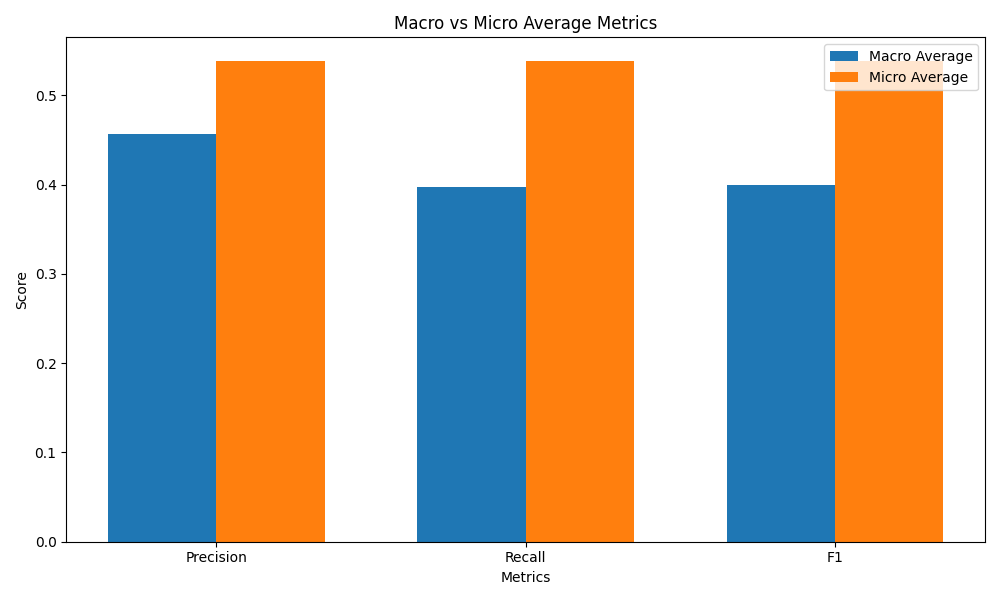 Macro vs Micro Average Metrics
Macro Average
Micro Average
0.5
0.4
0.3
0.2
0.1
0.0
Score
Precision
Recall
F1
Metrics